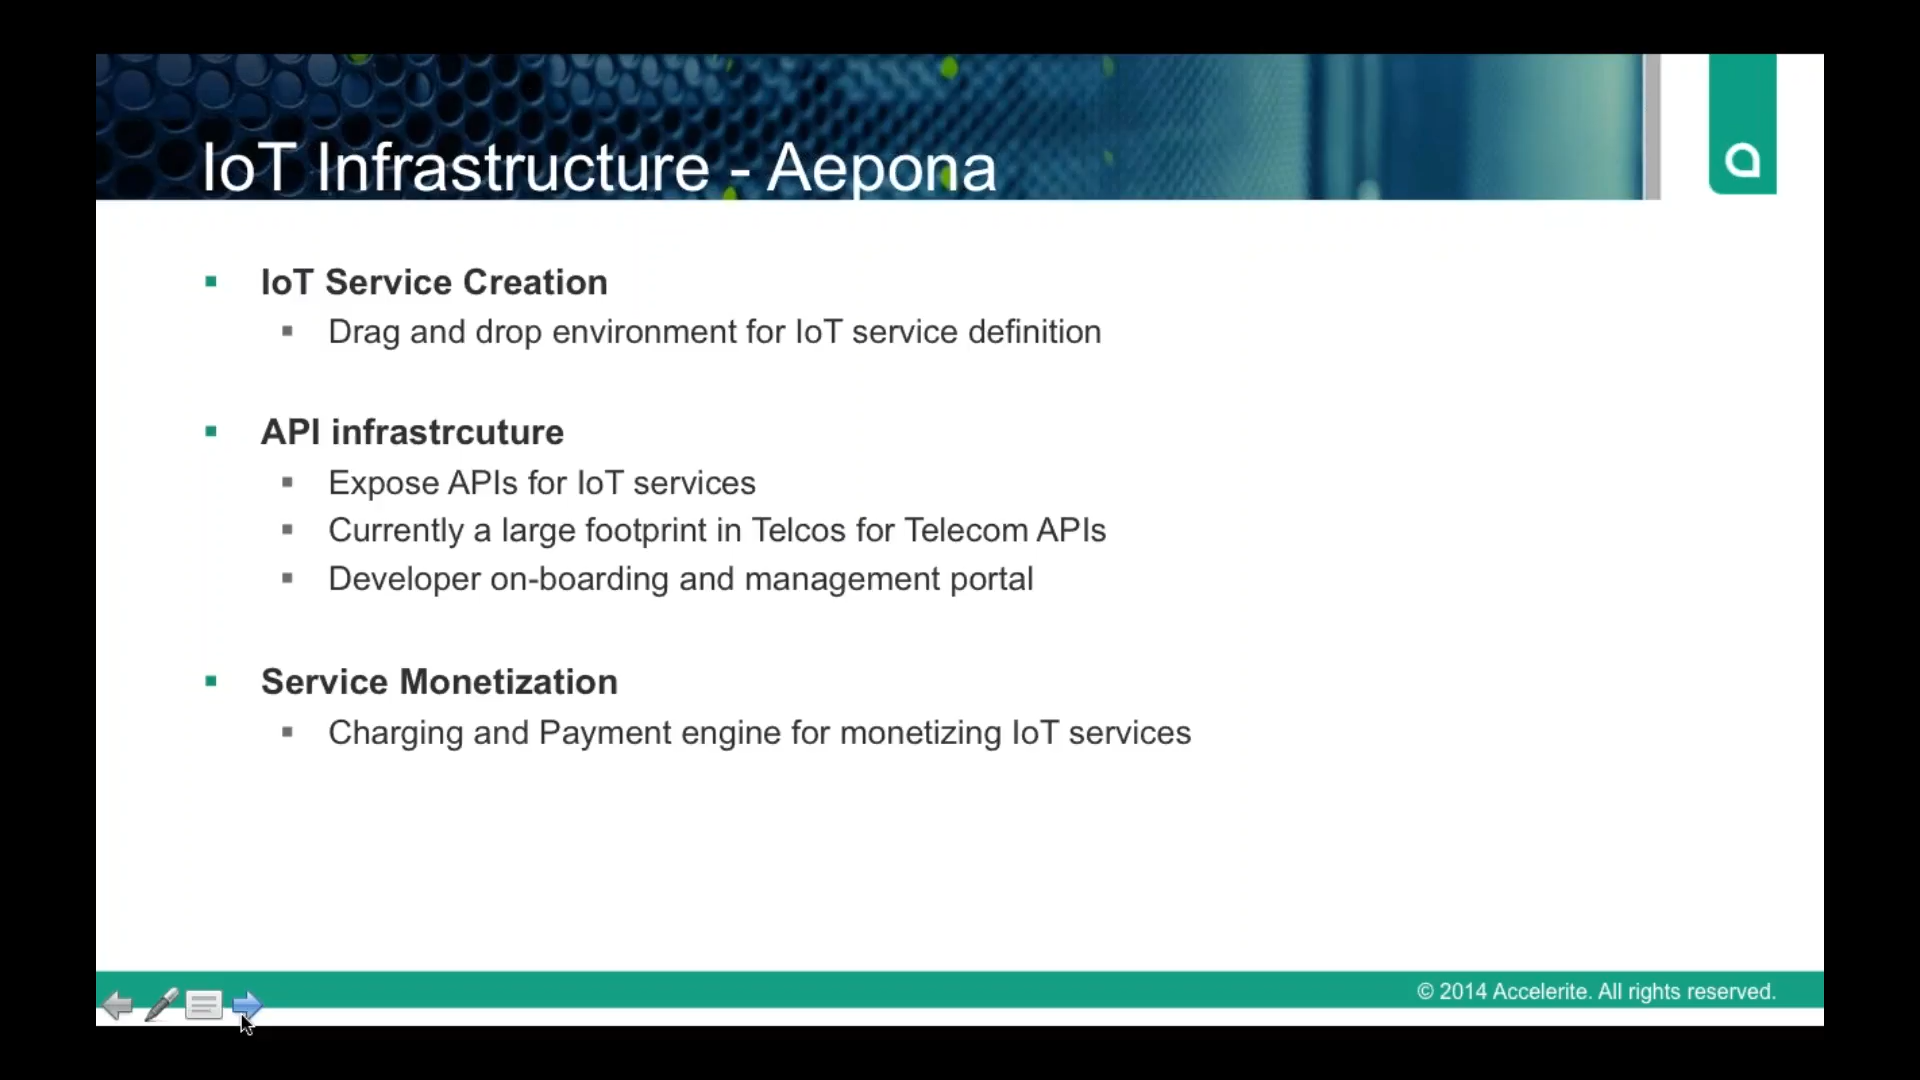 IoT Infrastructure - Aepona
IoT Service Creation
Drag and drop environment for IoT service definition
API infrastrcuture
Expose APIs for IoT services
Currently a large footprint in Telcos for Telecom APIs
Developer on-boarding and management portal
Service Monetization
Charging and Payment engine for monetizing IoT services
© 2014 Accelerite. All rights reserved.